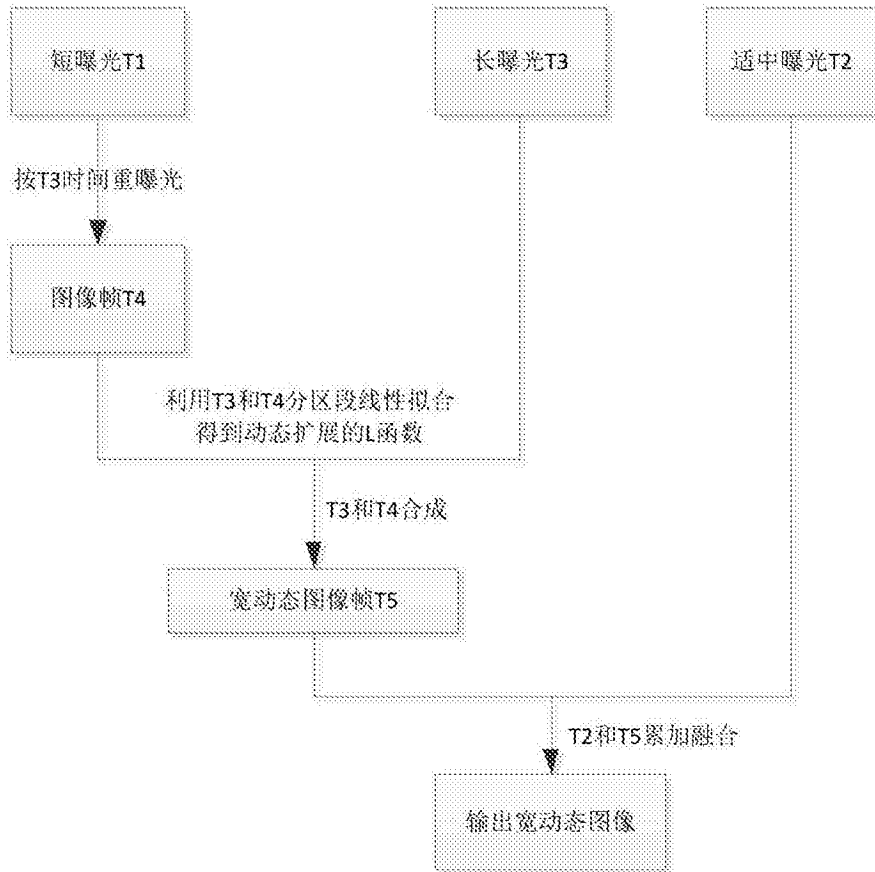 短曝光T1
长曝光T3
适中曝光T2
按T3时间重曝光
图像帧T4
利用T3和T4分区段线性拟合
得到动态扩展的L函数
T3和T4合成
宽动态图像帧T5
T2和T5累加融合
输出宽动态图像